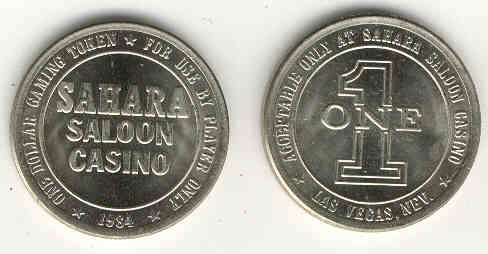 ONE DOLLAR GAMING TOKEN ★ FOR USE BY PLAYER ONLY
SAHARA
SALOON
CASINO
★ 1984 ★
ACCEPTABLE ONLY AT SAHARA SALOON CASINO
1
ONE
★ LAS VEGAS, NEV. ★